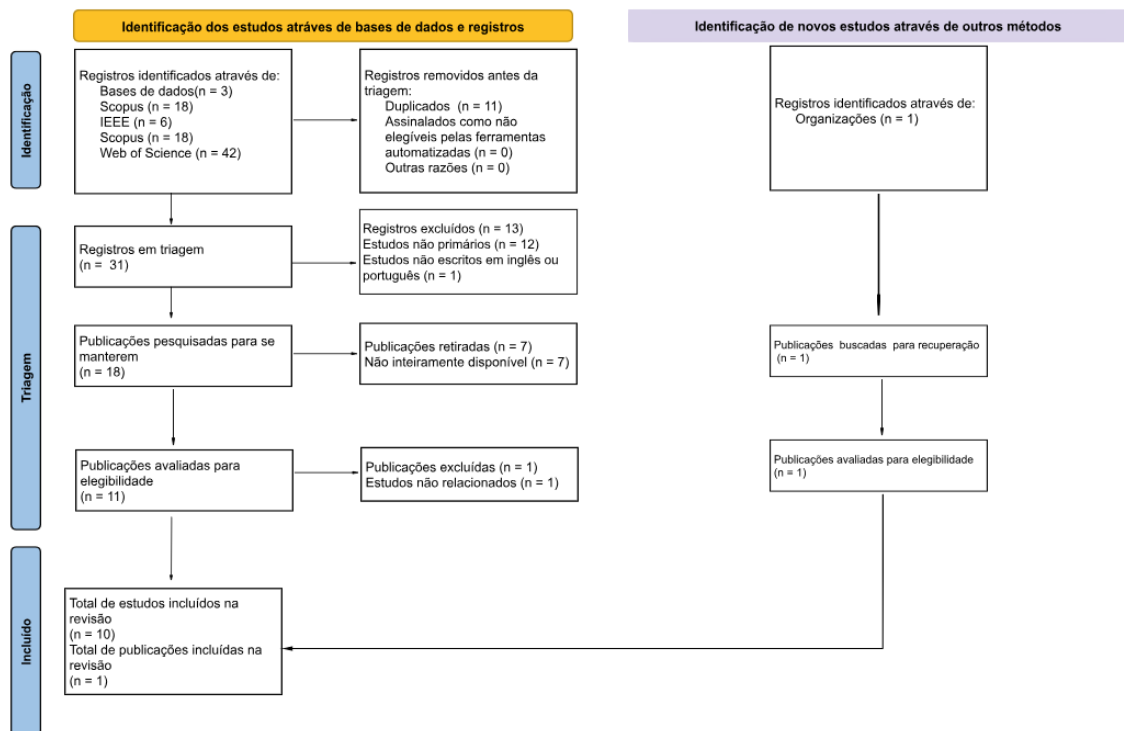 Identificação dos estudos atráves de bases de dados e registros
Identificação de novos estudos através de outros métodos
Identificação
Registros identificados através de:
Bases de dados(n = 3)
Scopus (n = 18)
IEEE (n = 6)
Scopus (n = 18)
Web of Science (n = 42)
Registros removidos antes da
triagem:
Duplicados (n = 11)
Assinalados como não
elegíveis pelas ferramentas
automatizadas (n = 0)
Outras razões (n = 0)
Registros identificados através de:
Organizações (n = 1)
Triagem
Registros em triagem
(n = 31)
Registros excluídos (n = 13)
Estudos não primários (n = 12)
Estudos não escritos em inglês ou
português (n = 1)
Publicações pesquisadas para se
manterem
(n = 18)
Publicações retiradas (n = 7)
Não inteiramente disponível (n = 7)
Publicações buscadas para recuperação
(n = 1)
Publicações avaliadas para
elegibilidade
(n = 11)
Publicações excluídas (n = 1)
Estudos não relacionados (n = 1)
Publicações avaliadas para elegibilidade
(n = 1)
Incluído
Total de estudos incluídos na
revisão
(n = 10)
Total de publicações incluídas na
revisão
(n = 1)